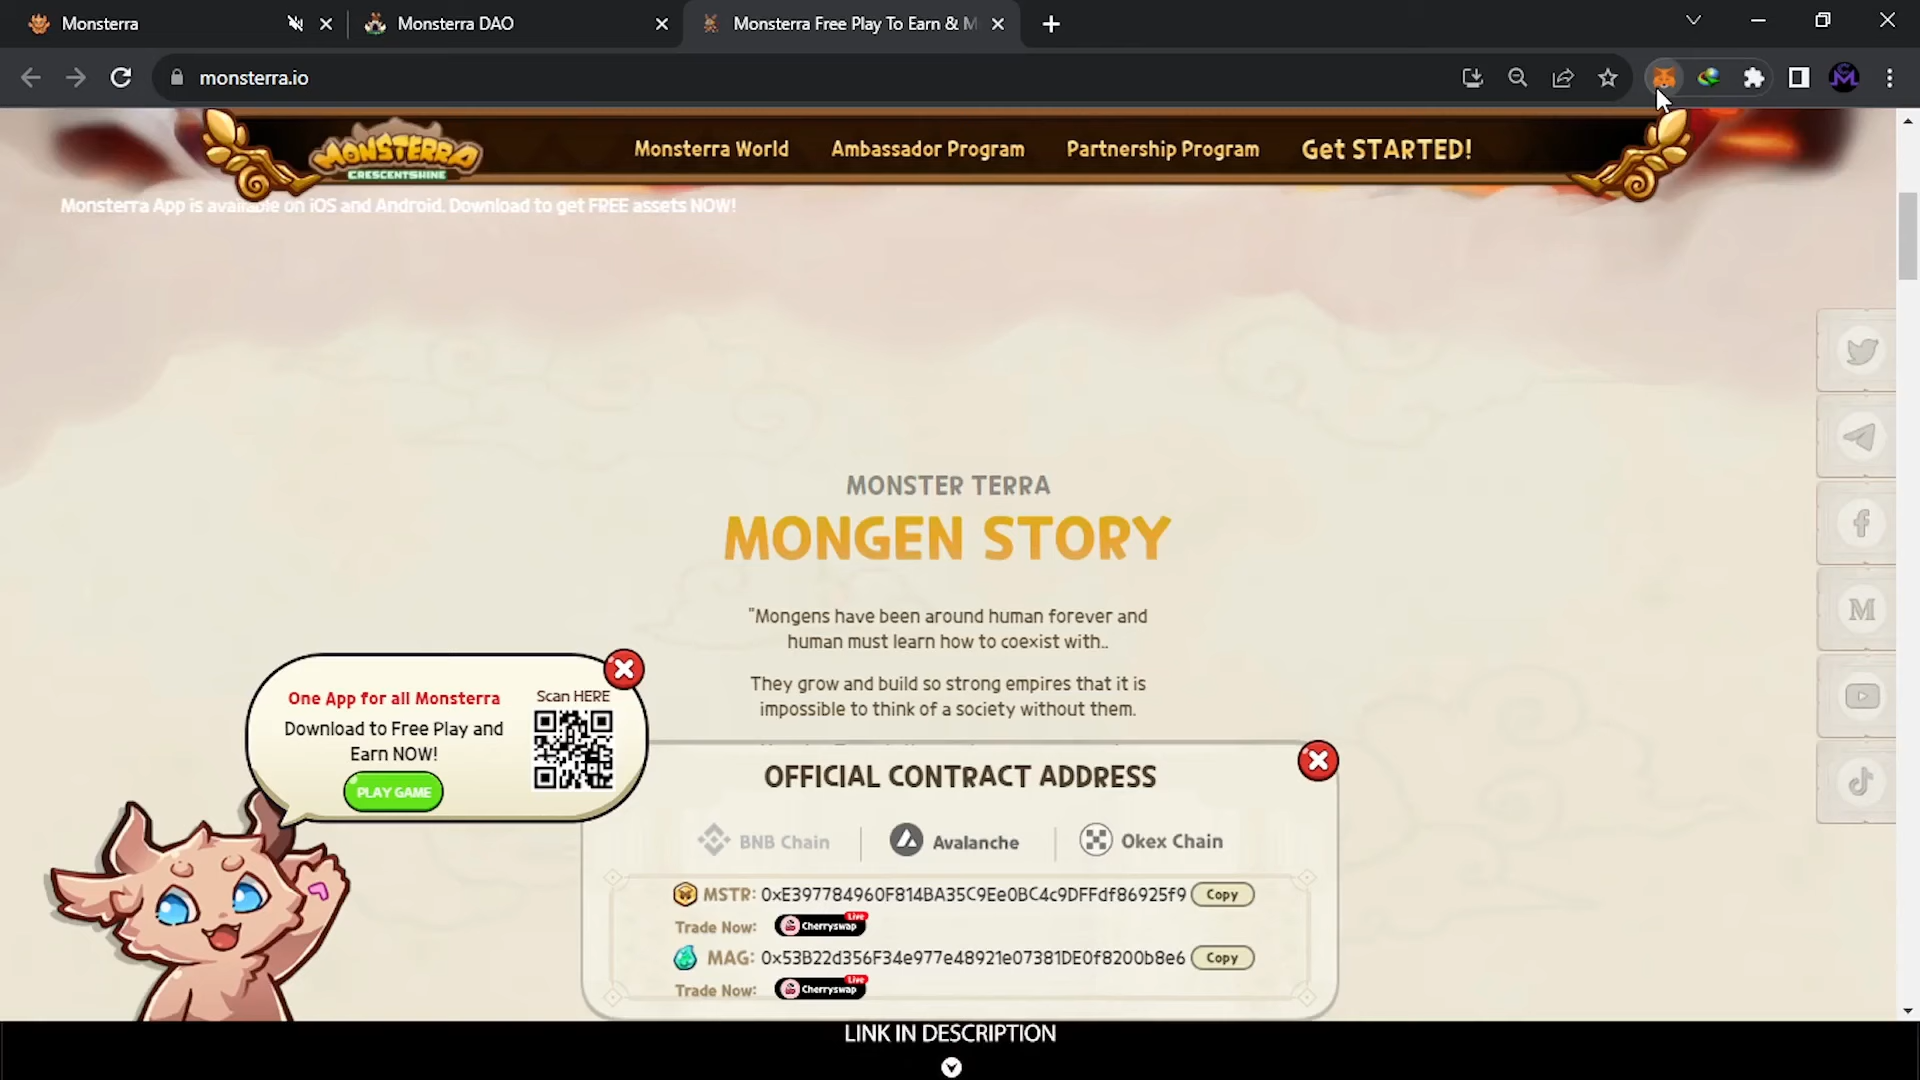 Monsterra
Monsterra DAO
Monsterra Free Play To Earn & M
monsterra.io
MONSTERRA
CRESCENTSHINE
Monsterra World
Ambassador Program
Partnership Program
Get STARTED!
Monsterra App is available on iOS and Android. Download to get FREE assets NOW!
MONSTER TERRA
MONGEN STORY
"Mongens have been around human forever and
human must learn how to coexist with..
They grow and build so strong empires that it is
impossible to think of a society without them.
One App for all Monsterra
Download to Free Play and
Earn NOW!
PLAY GAME
Scan HERE
OFFICIAL CONTRACT ADDRESS
BNB Chain
Avalanche
Okex Chain
MSTR: 0xE397784960F814BA35C9Ee0BC4c9DFFdf86925f9 Copy
Trade Now: Cherryswap Live
MAG: 0x53B22d356F34e977e48921e07381DE0f8200b8e6 Copy
Trade Now: Cherryswap Live
LINK IN DESCRIPTION